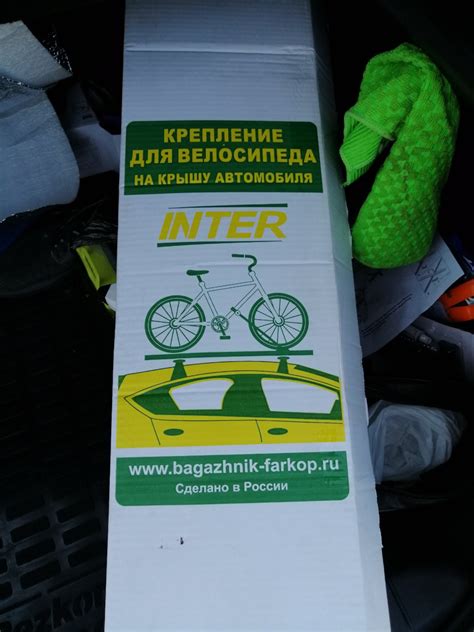 КРЕПЛЕНИЕ
ДЛЯ ВЕЛОСИПЕДА
НА КРЫШУ АВТОМОБИЛЯ
INTER
www.bagazhnik-farkop.ru
Сделано в России